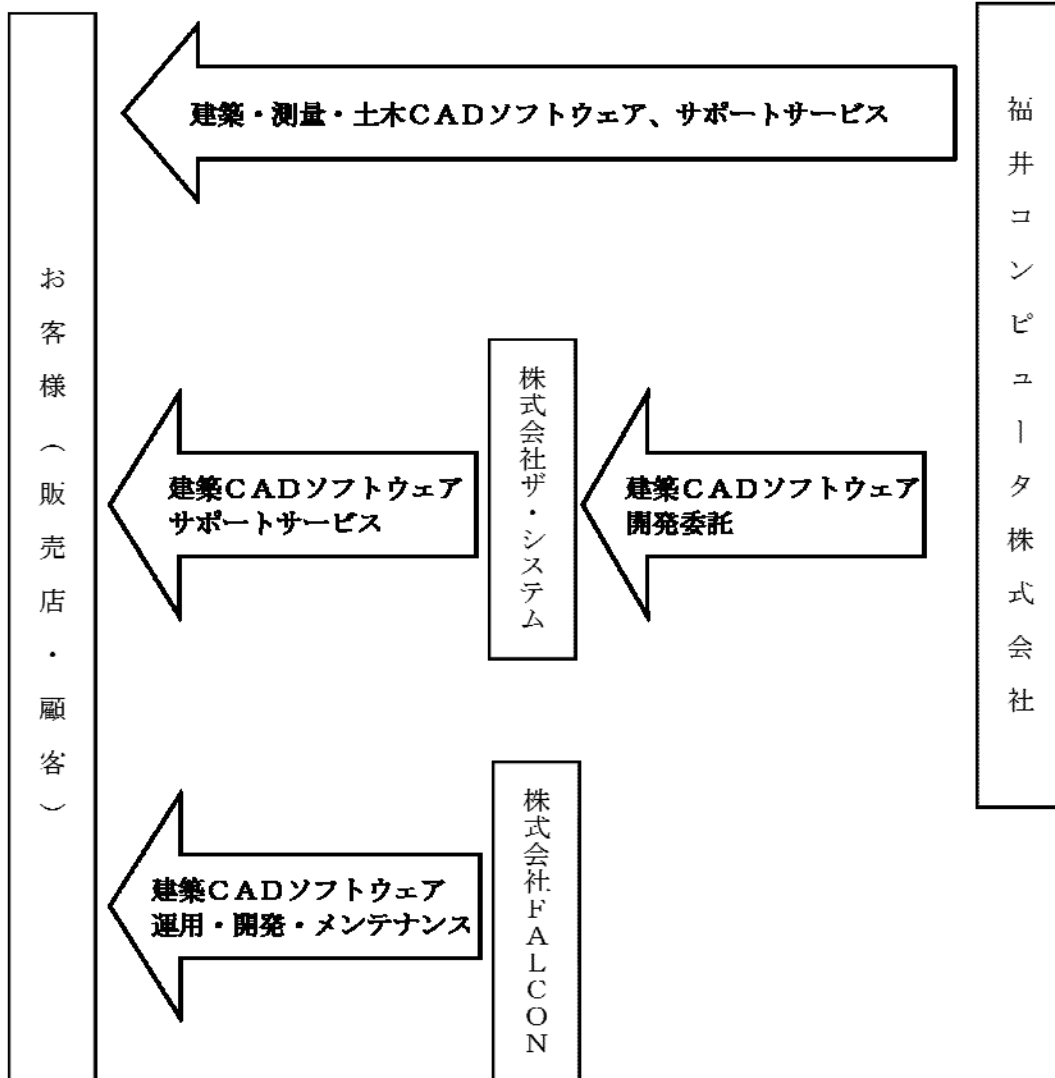 建築・測量・土木CADソフトウェア、サポートサービス
福井コンピュータ株式会社
お客様（販売店・顧客）
株式会社ザ・システム
建築CADソフトウェア
サポートサービス
建築CADソフトウェア
開発委託
株式会社FALCON
建築CADソフトウェア
運用・開発・メンテナンス